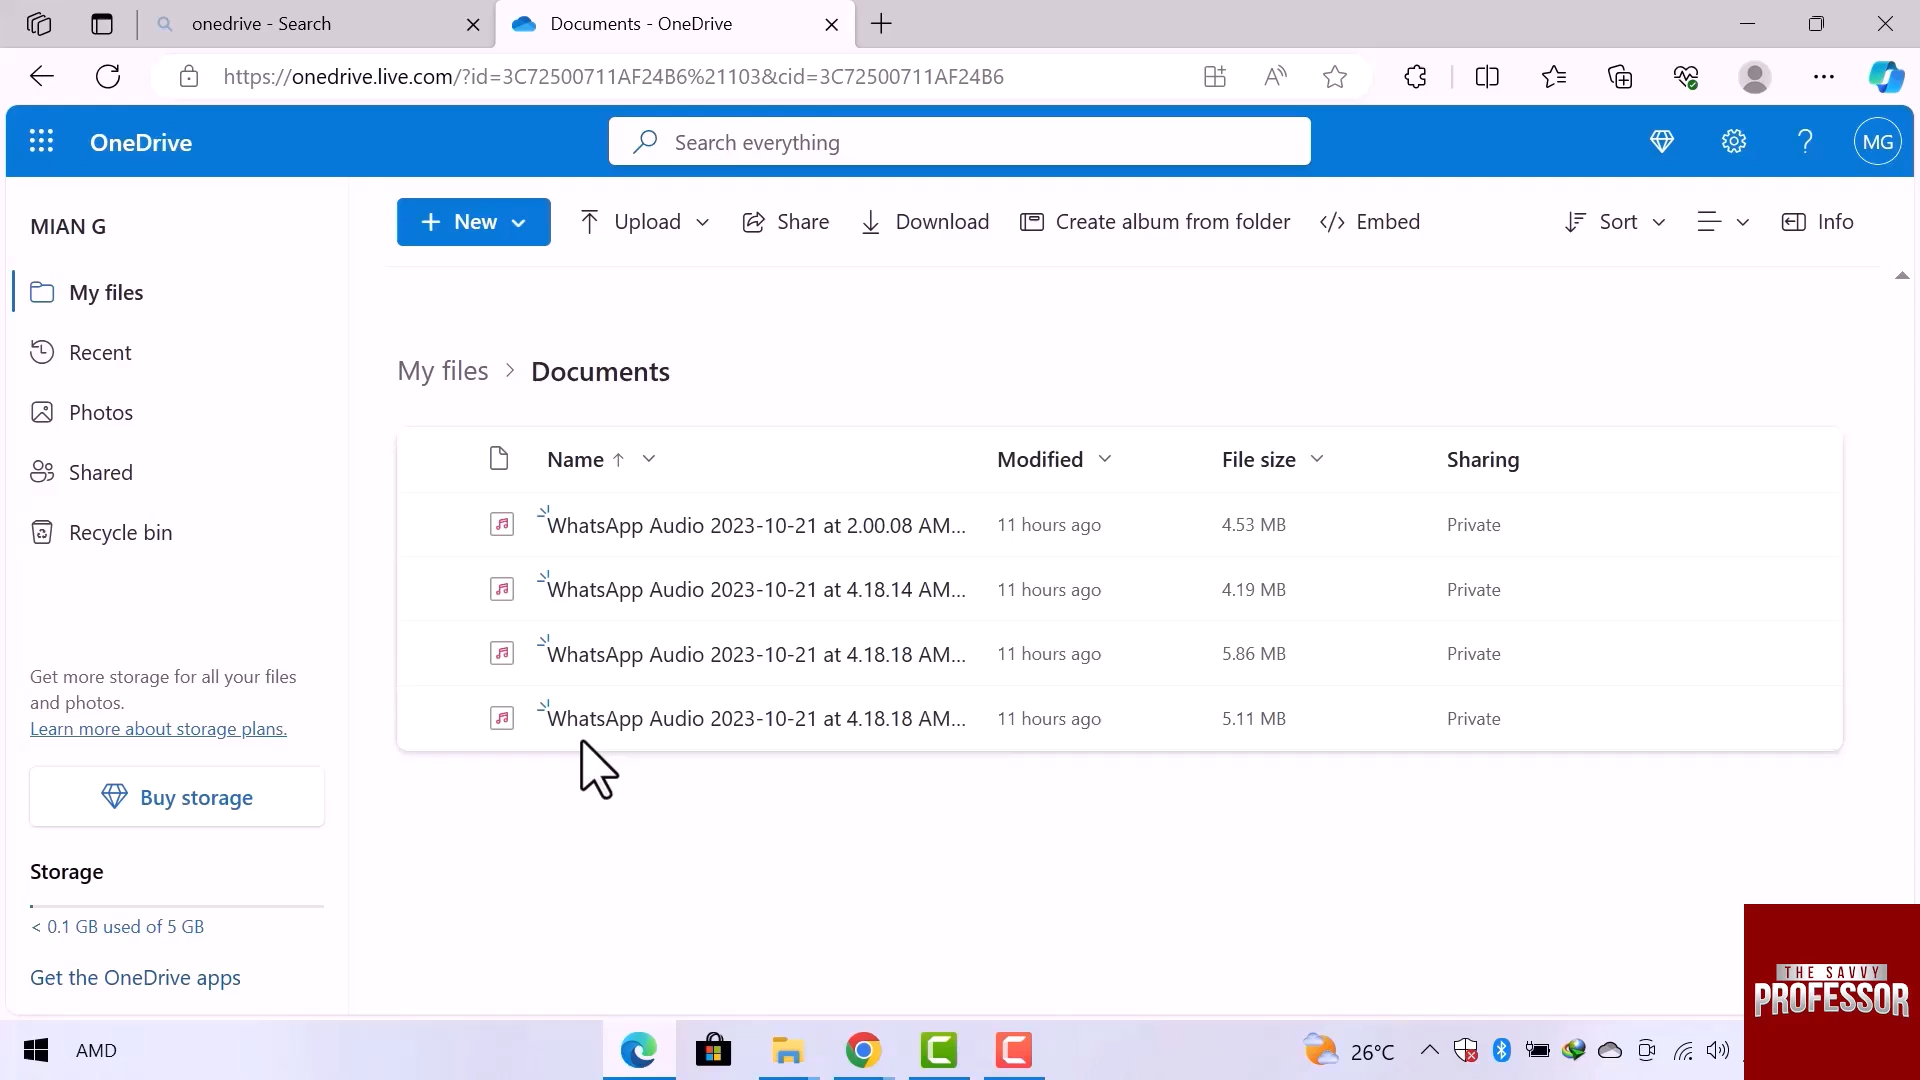 onedrive - Search
Documents - OneDrive
https://onedrive.live.com/?id=3C72500711AF24B6%21103&cid=3C72500711AF24B6
OneDrive
Search everything
MG
MIAN G
New
Upload
Share
Download
Create album from folder
Embed
Sort
Info
My files
Recent
Photos
Shared
Recycle bin
My files > Documents
Name
Modified
File size
Sharing
WhatsApp Audio 2023-10-21 at 2.00.08 AM...
11 hours ago
4.53 MB
Private
WhatsApp Audio 2023-10-21 at 4.18.14 AM...
11 hours ago
4.19 MB
Private
WhatsApp Audio 2023-10-21 at 4.18.18 AM...
11 hours ago
5.86 MB
Private
WhatsApp Audio 2023-10-21 at 4.18.18 AM...
11 hours ago
5.11 MB
Private
Get more storage for all your files
and photos.
Learn more about storage plans.
Buy storage
Storage
< 0.1 GB used of 5 GB
Get the OneDrive apps
AMD
26°C
THE SAVVY
PROFESSOR